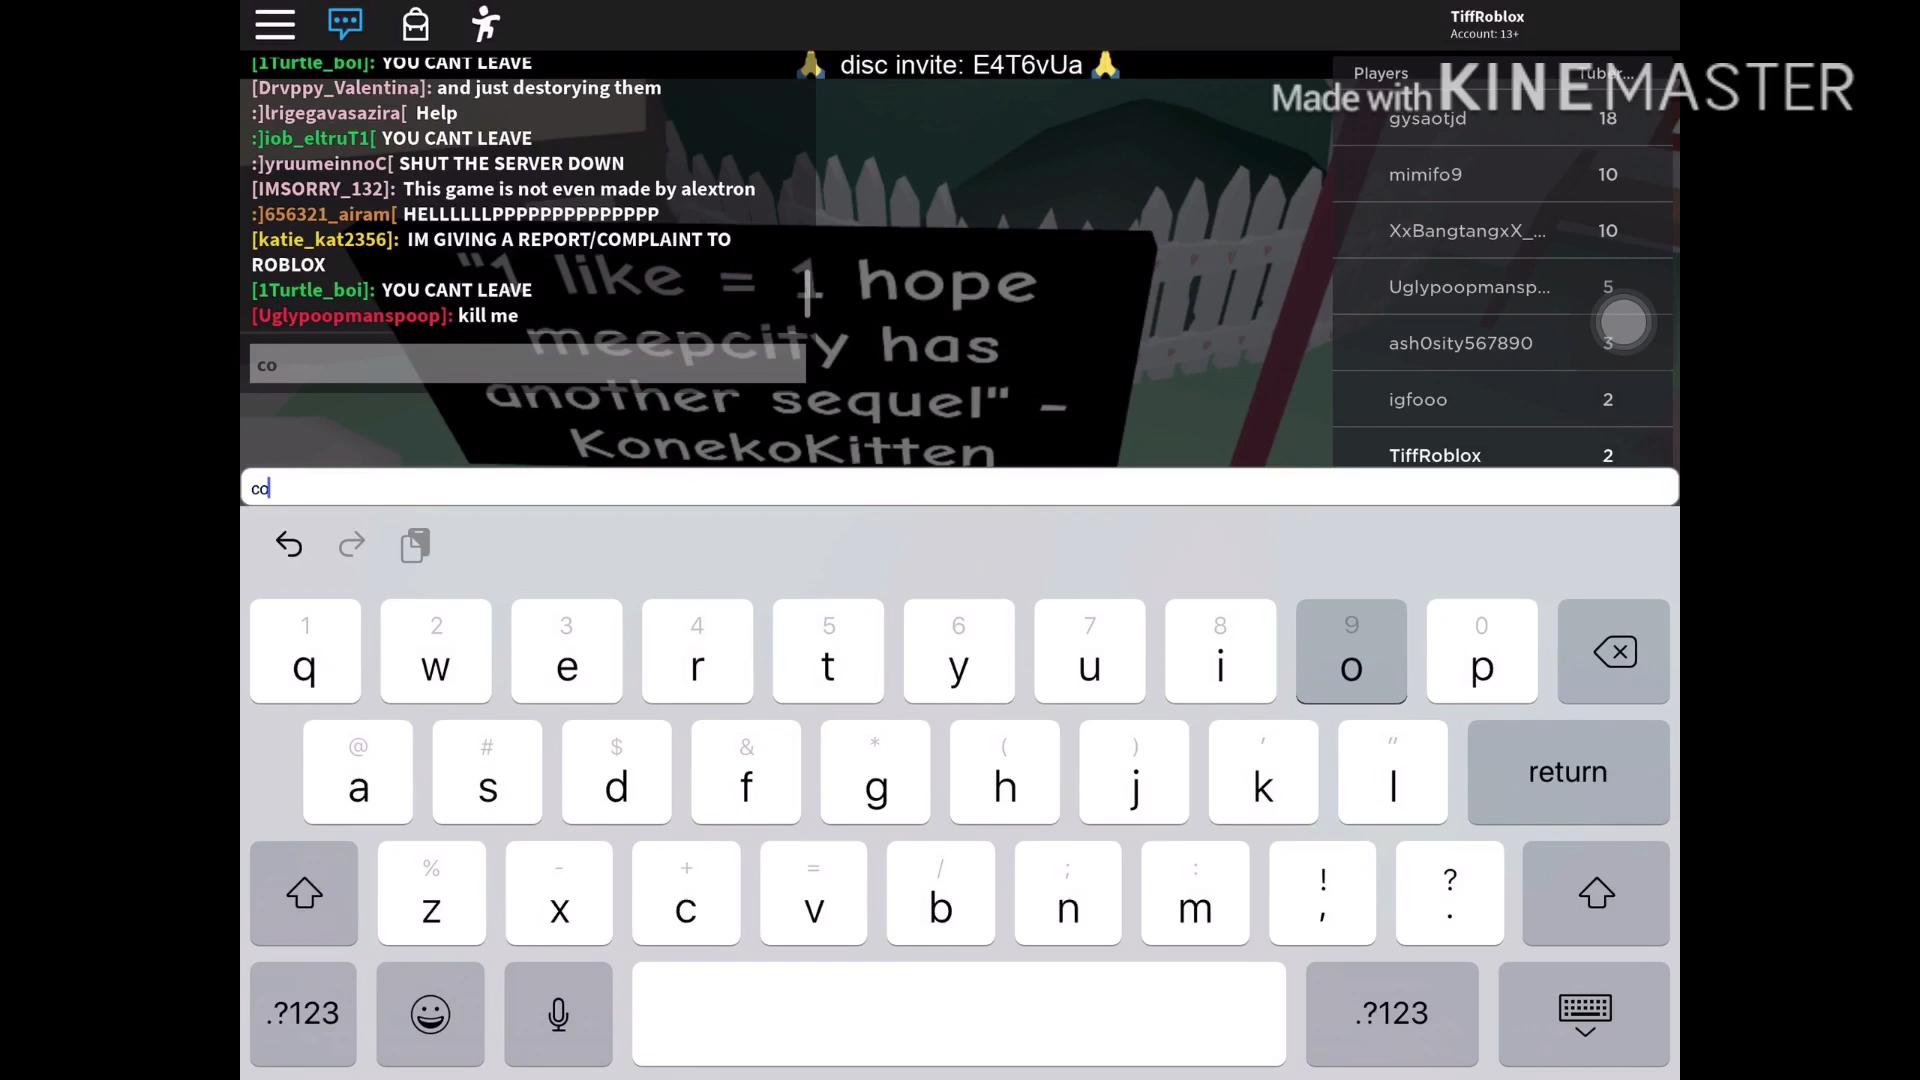 TiffRoblox
Account: 13+
🙏 disc invite: E4T6vUa 🙏
Made with KINEMASTER
[1Turtle_boi]: YOU CANT LEAVE
[Drvppy_Valentina]: and just destorying them
:]lrigegavasazira[ Help
:]iob_eltruT1[ YOU CANT LEAVE
:]yruumeinnoC[ SHUT THE SERVER DOWN
[IMSORRY_132]: This game is not even made by alextron
:]656321_airam[ HELLLLLLPPPPPPPPPPPPPP
[katie_kat2356]: IM GIVING A REPORT/COMPLAINT TO
ROBLOX
[1Turtle_boi]: YOU CANT LEAVE
[Uglypoopmanspoop]: kill me
co
"1 like = 1 hope
meepcity has
another sequel" -
KonekoKitten
Players Tuber...
gysaotjd 18
mimifo9 10
XxBangtangxX_... 10
Uglypoopmansp... 5
ash0sity567890 3
igfooo 2
TiffRoblox 2
co
1 2 3 4 5 6 7 8 9 0
q w e r t y u i o p
@ # $ & * ( ) ' "
a s d f g h j k l return
% - + = / ; : ! ?
z x c v b n m , .
.?123 .?123